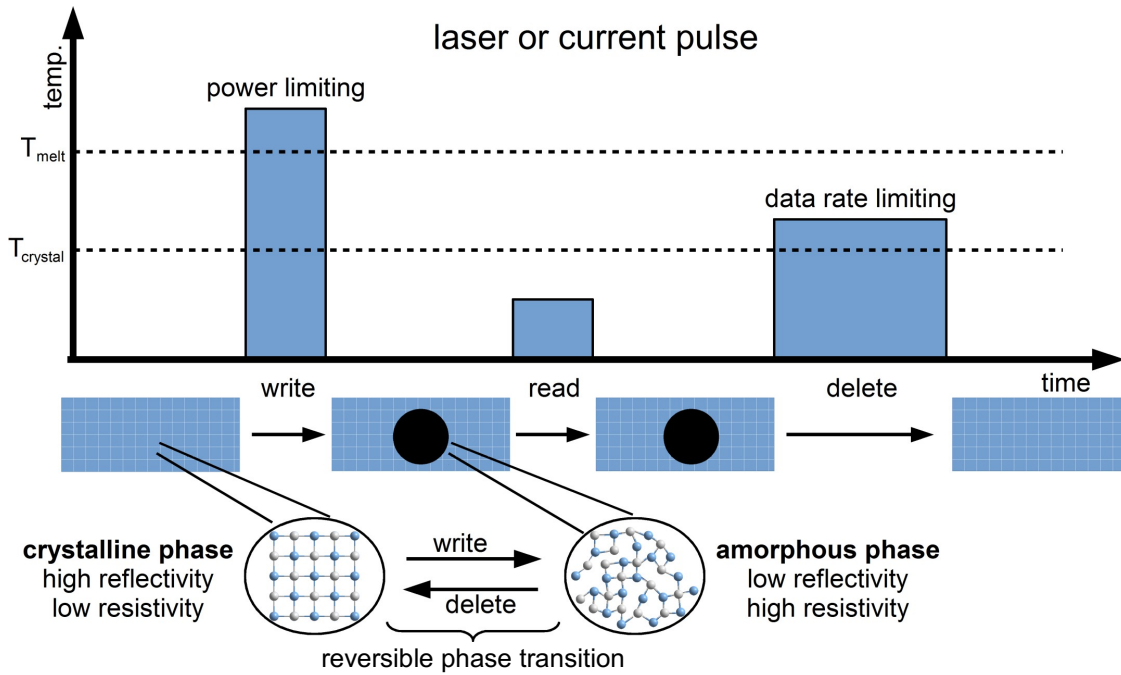 laser or current pulse
temp.
power limiting
Tmelt
data rate limiting
Tcrystal
write
read
delete
time
crystalline phase
high reflectivity
low resistivity
write
delete
amorphous phase
low reflectivity
high resistivity
reversible phase transition